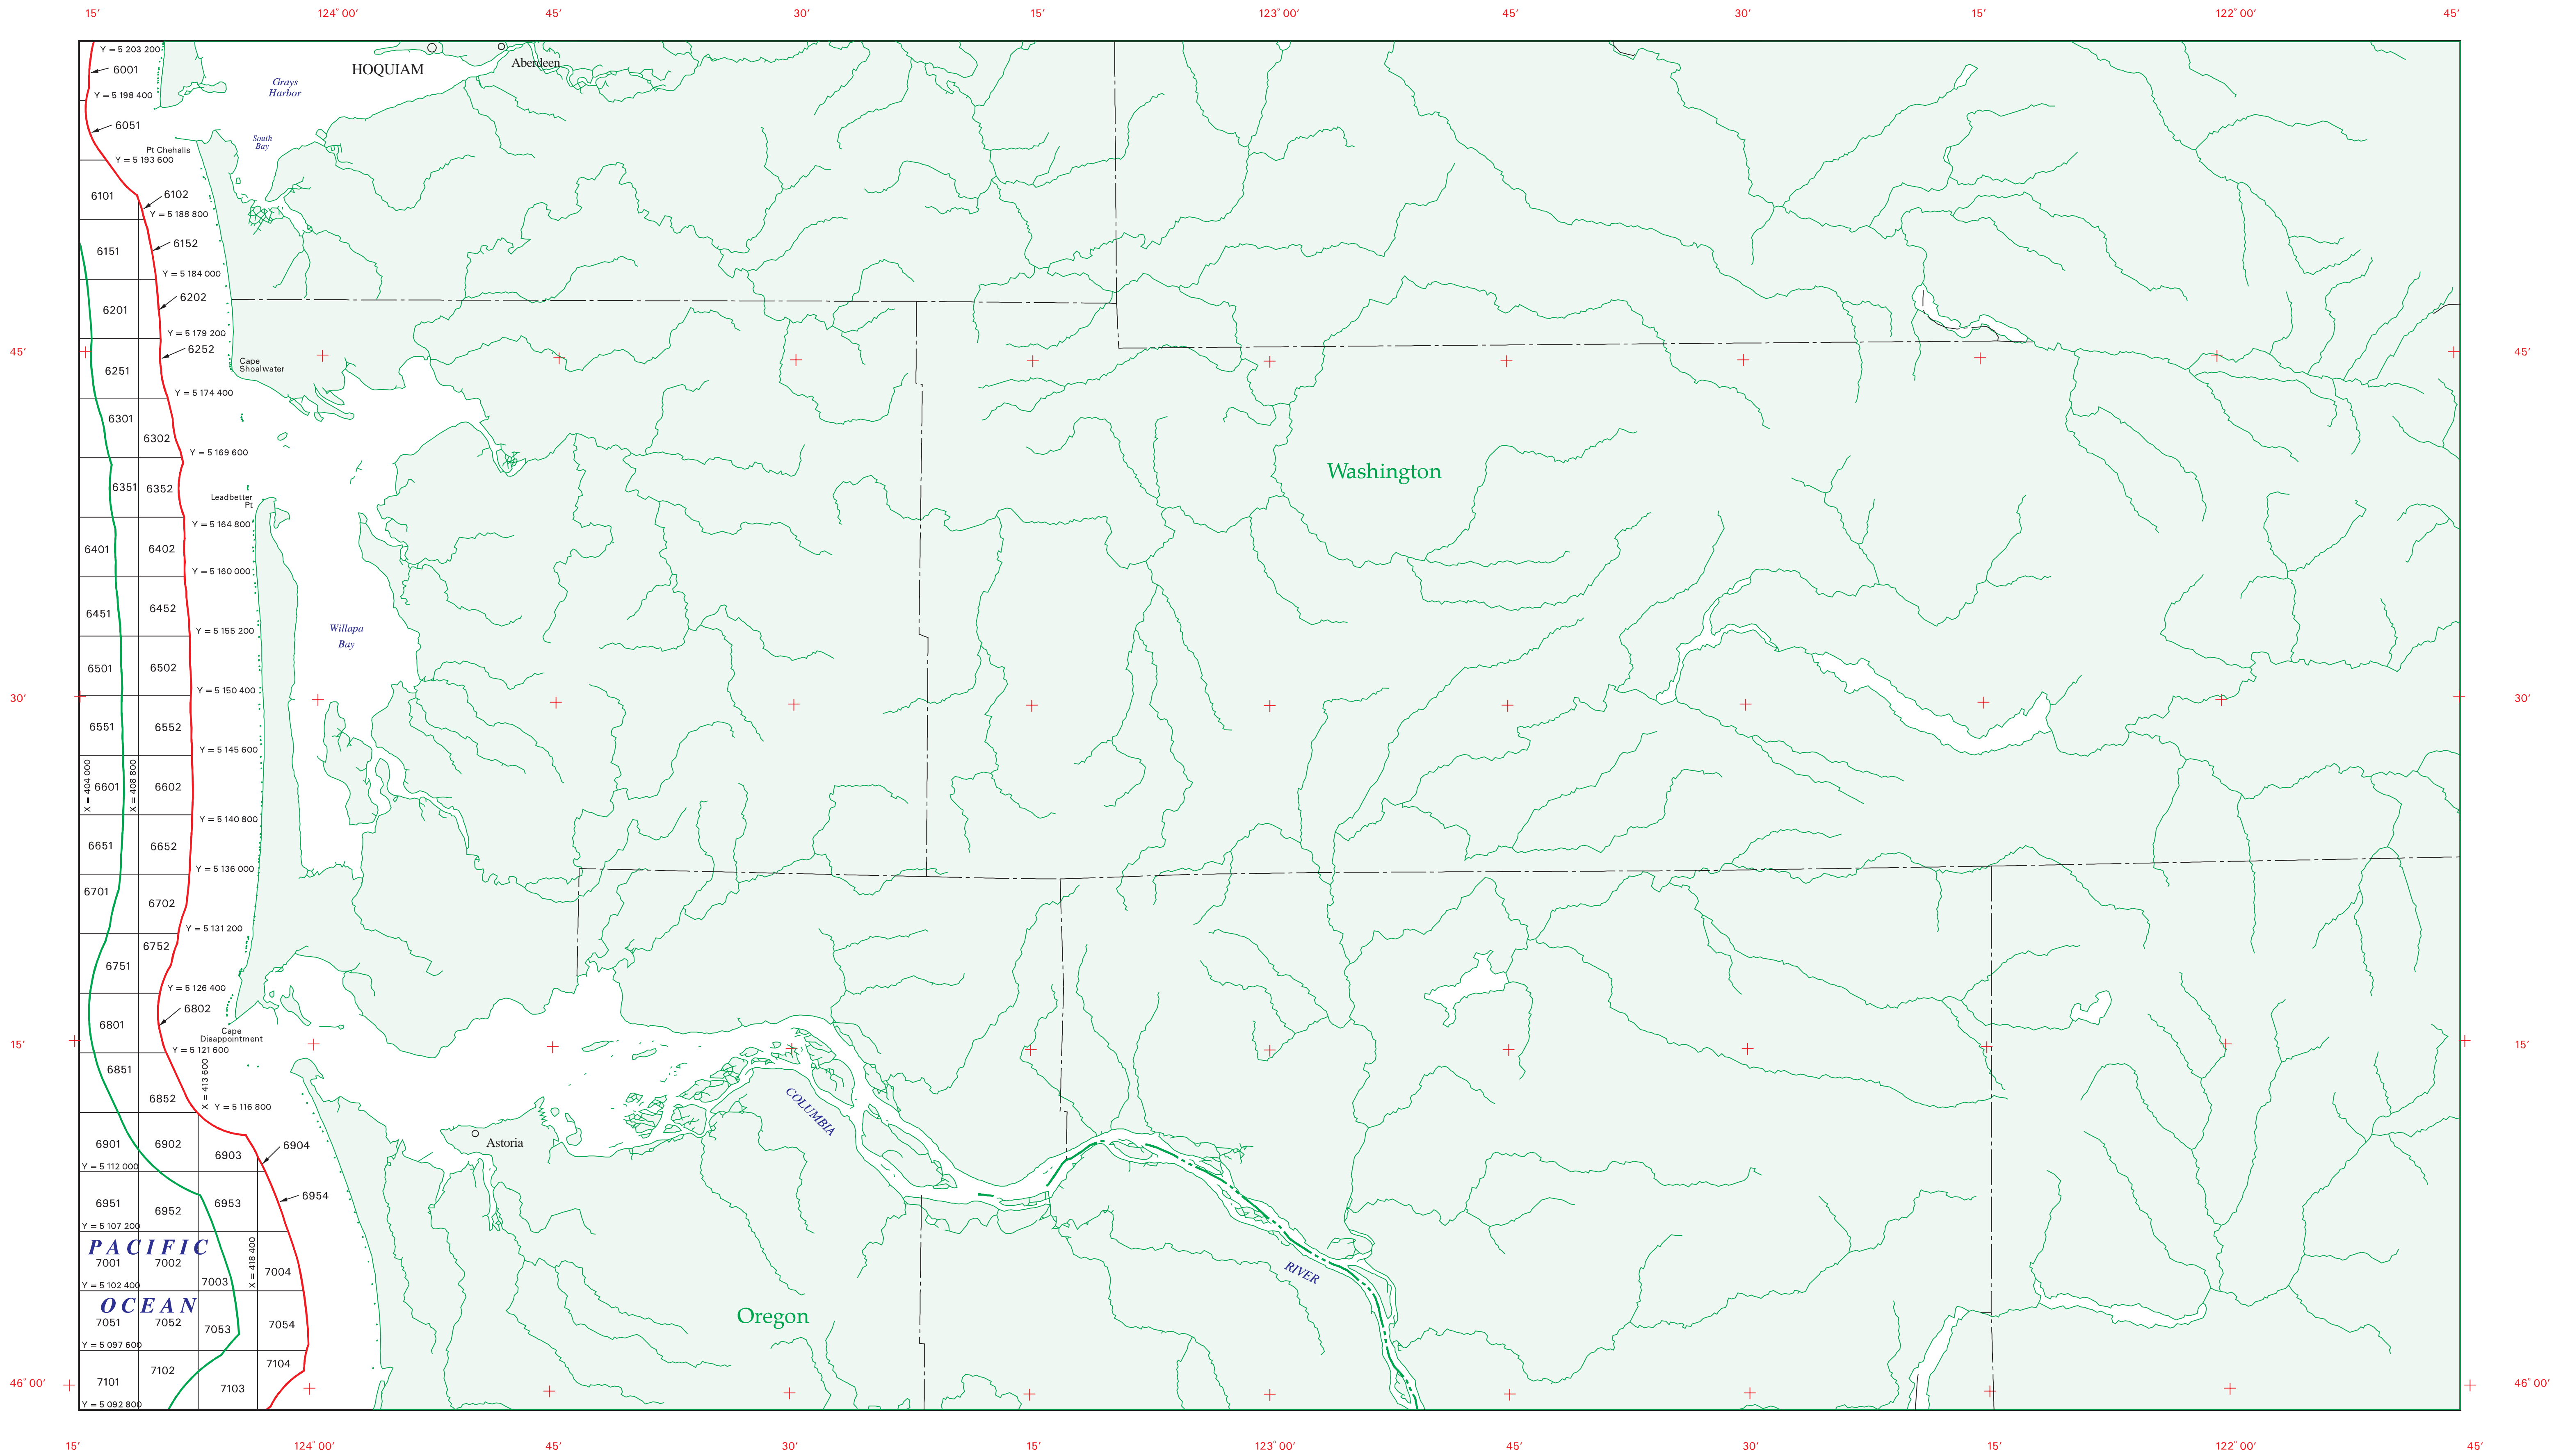 15' 124° 00' 45' 30' 15' 123° 00' 45' 30' 15' 122° 00' 45'
Y = 5 203 200
6001
HOQUIAM
Aberdeen
Grays
Harbor
Y = 5 198 400
6051
South
Bay
Pt Chehalis
Y = 5 193 600
6101
6102
Y = 5 188 800
6151
6152
Y = 5 184 000
6201
6202
Y = 5 179 200
45'
6252
45'
Cape
Shoalwater
6251
Y = 5 174 400
6301
6302
Y = 5 169 600
Washington
6351
6352
Leadbetter
Pt
Y = 5 164 800
6401
6402
Y = 5 160 000
6451
6452
Y = 5 155 200
Willapa
Bay
6501
6502
Y = 5 150 400
30'
30'
6551
6552
Y = 5 145 600
X = 404 000
6601
X = 408 800
6602
Y = 5 140 800
6651
6652
Y = 5 136 000
6701
6702
Y = 5 131 200
6752
6751
Y = 5 126 400
6802
6801
Cape
Disappointment
15'
15'
Y = 5 121 600
6851
X = 413 600
6852
Y = 5 116 800
COLUMBIA
6901
6902
6903
6904
Astoria
Y = 5 112 000
6951
6952
6953
6954
Y = 5 107 200
PACIFIC
7001
7002
7003
X = 418 400
7004
RIVER
Y = 5 102 400
OCEAN
7051
7052
7053
7054
Oregon
Y = 5 097 600
7102
7104
7101
7103
46° 00'
46° 00'
Y = 5 092 800
15' 124° 00' 45' 30' 15' 123° 00' 45' 30' 15' 122° 00' 45'